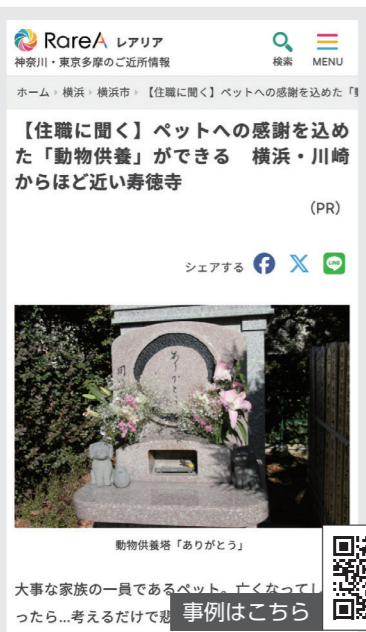 RareA レアリア
神奈川・東京多摩のご近所情報
検索 MENU
ホーム › 横浜 › 横浜市 › 【住職に聞く】ペットへの感謝を込めた「
【住職に聞く】ペットへの感謝を込め
た「動物供養」ができる 横浜・川崎
からほど近い寿徳寺
(PR)
シェアする
LINE
ありがとう
動物供養塔「ありがとう」
大事な家族の一員であるペット。亡くなってし
ったら...考えるだけで悲
事例はこちら